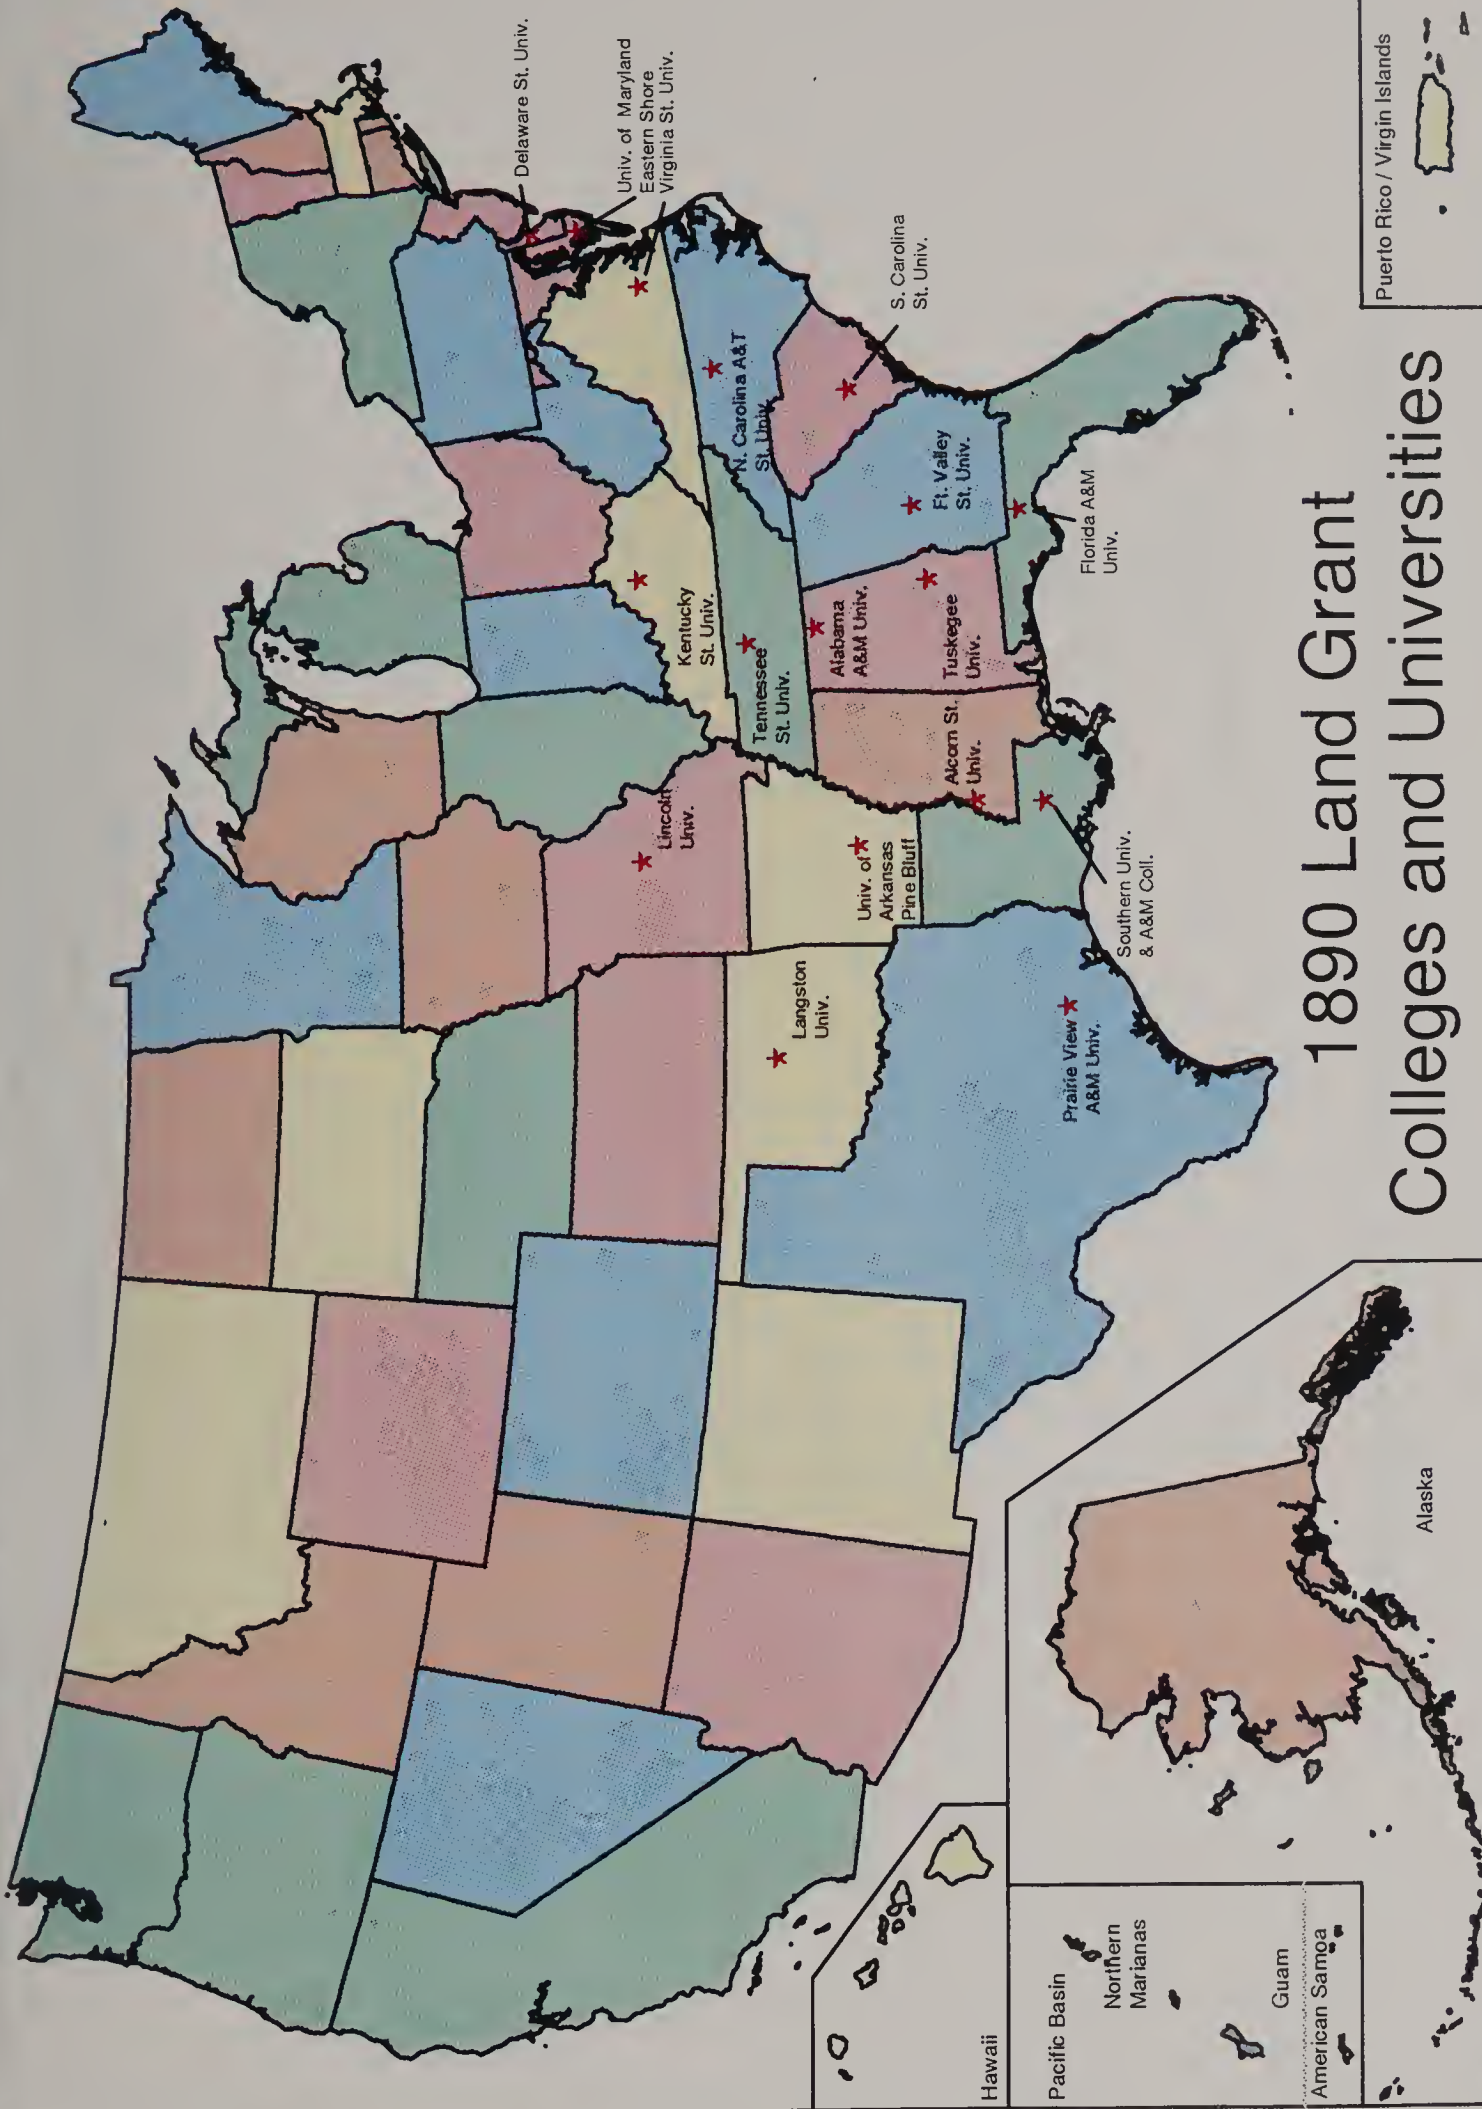 Delaware St. Univ.
Univ. of Maryland
Eastern Shore
Virginia St. Univ.
N. Carolina A&T
St. Univ.
S. Carolina
St. Univ.
Kentucky
St. Univ.
Tennessee
St. Univ.
Alabama
A&M Univ.
Tuskegee
Univ.
Ft. Valley
St. Univ.
Florida A&M
Univ.
Alcorn St.
Univ.
Lincoln
Univ.
Univ. of
Arkansas
Pine Bluff
Southern Univ.
& A&M Coll.
Langston
Univ.
Prairie View
A&M Univ.
1890 Land Grant
Colleges and Universities
Hawaii
Pacific Basin
Northern
Marianas
Guam
American Samoa
Alaska
Puerto Rico / Virgin Islands